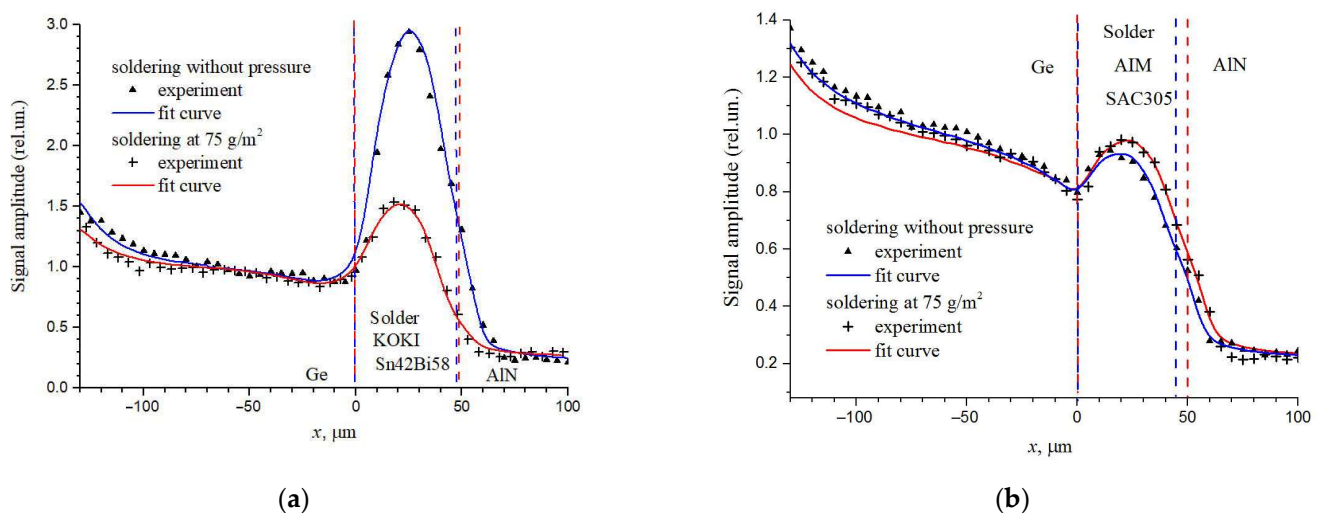 3.0
2.5
2.0
1.5
1.0
0.5
0.0
Signal amplitude (rel.un.)
soldering without pressure
experiment
fit curve
soldering at 75 g/m²
experiment
fit curve
Solder
KOKI
Sn42Bi58
Ge
AlN
−100
−50
0
50
100
x, μm
(a)
1.4
1.2
1.0
0.8
0.6
0.4
0.2
Signal amplitude (rel.un.)
Solder
Ge
AIM
AlN
SAC305
soldering without pressure
experiment
fit curve
soldering at 75 g/m²
experiment
fit curve
−100
−50
0
50
100
x, μm
(b)